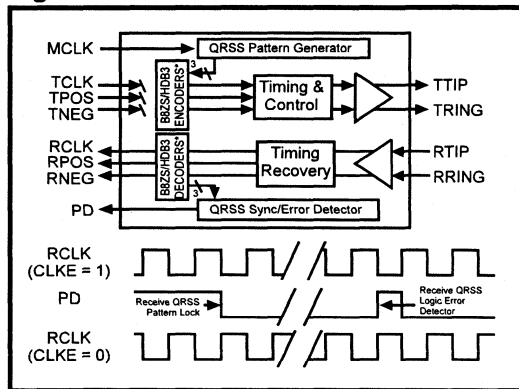 MCLK
QRSS Pattern Generator
3
TCLK
TPOS
TNEG
B8ZS/HDB3
ENCODERS*
Timing &
Control
TTIP
TRING
RCLK
RPOS
RNEG
B8ZS/HDB3
DECODERS*
Timing
Recovery
RTIP
RRING
3
PD
QRSS Sync/Error Detector
RCLK
(CLKE = 1)
PD
Receive QRSS
Pattern Lock
Receive QRSS
Logic Error
Detector
RCLK
(CLKE = 0)